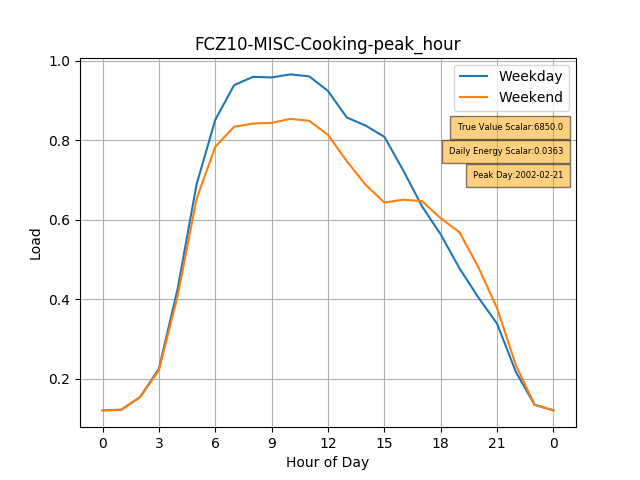 FCZ10-MISC-Cooking-peak_hour
Weekday
Weekend
True Value Scalar:6850.0
Daily Energy Scalar:0.0363
Peak Day:2002-02-21
Load
1.0
0.8
0.6
0.4
0.2
0 3 6 9 12 15 18 21 0
Hour of Day